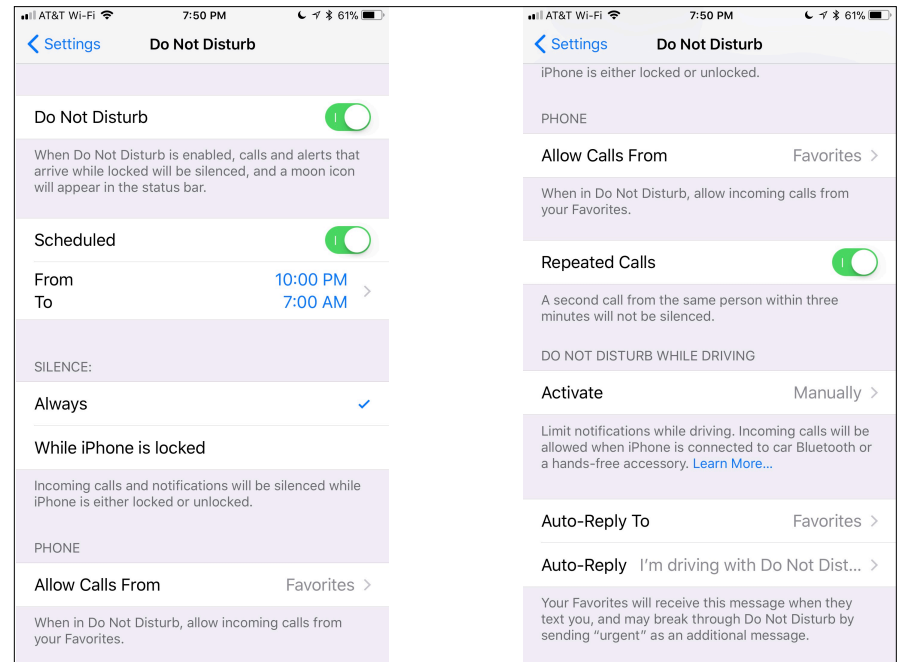 AT&T Wi-Fi 7:50 PM 61%
Settings Do Not Disturb
Do Not Disturb
When Do Not Disturb is enabled, calls and alerts that
arrive while locked will be silenced, and a moon icon
will appear in the status bar.
Scheduled
From 10:00 PM
To 7:00 AM
SILENCE:
Always
While iPhone is locked
Incoming calls and notifications will be silenced while
iPhone is either locked or unlocked.
PHONE
Allow Calls From Favorites
When in Do Not Disturb, allow incoming calls from
your Favorites.
AT&T Wi-Fi 7:50 PM 61%
Settings Do Not Disturb
iPhone is either locked or unlocked.
PHONE
Allow Calls From Favorites
When in Do Not Disturb, allow incoming calls from
your Favorites.
Repeated Calls
A second call from the same person within three
minutes will not be silenced.
DO NOT DISTURB WHILE DRIVING
Activate Manually
Limit notifications while driving. Incoming calls will be
allowed when iPhone is connected to car Bluetooth or
a hands-free accessory. Learn More...
Auto-Reply To Favorites
Auto-Reply I'm driving with Do Not Dist...
Your Favorites will receive this message when they
text you, and may break through Do Not Disturb by
sending “urgent” as an additional message.